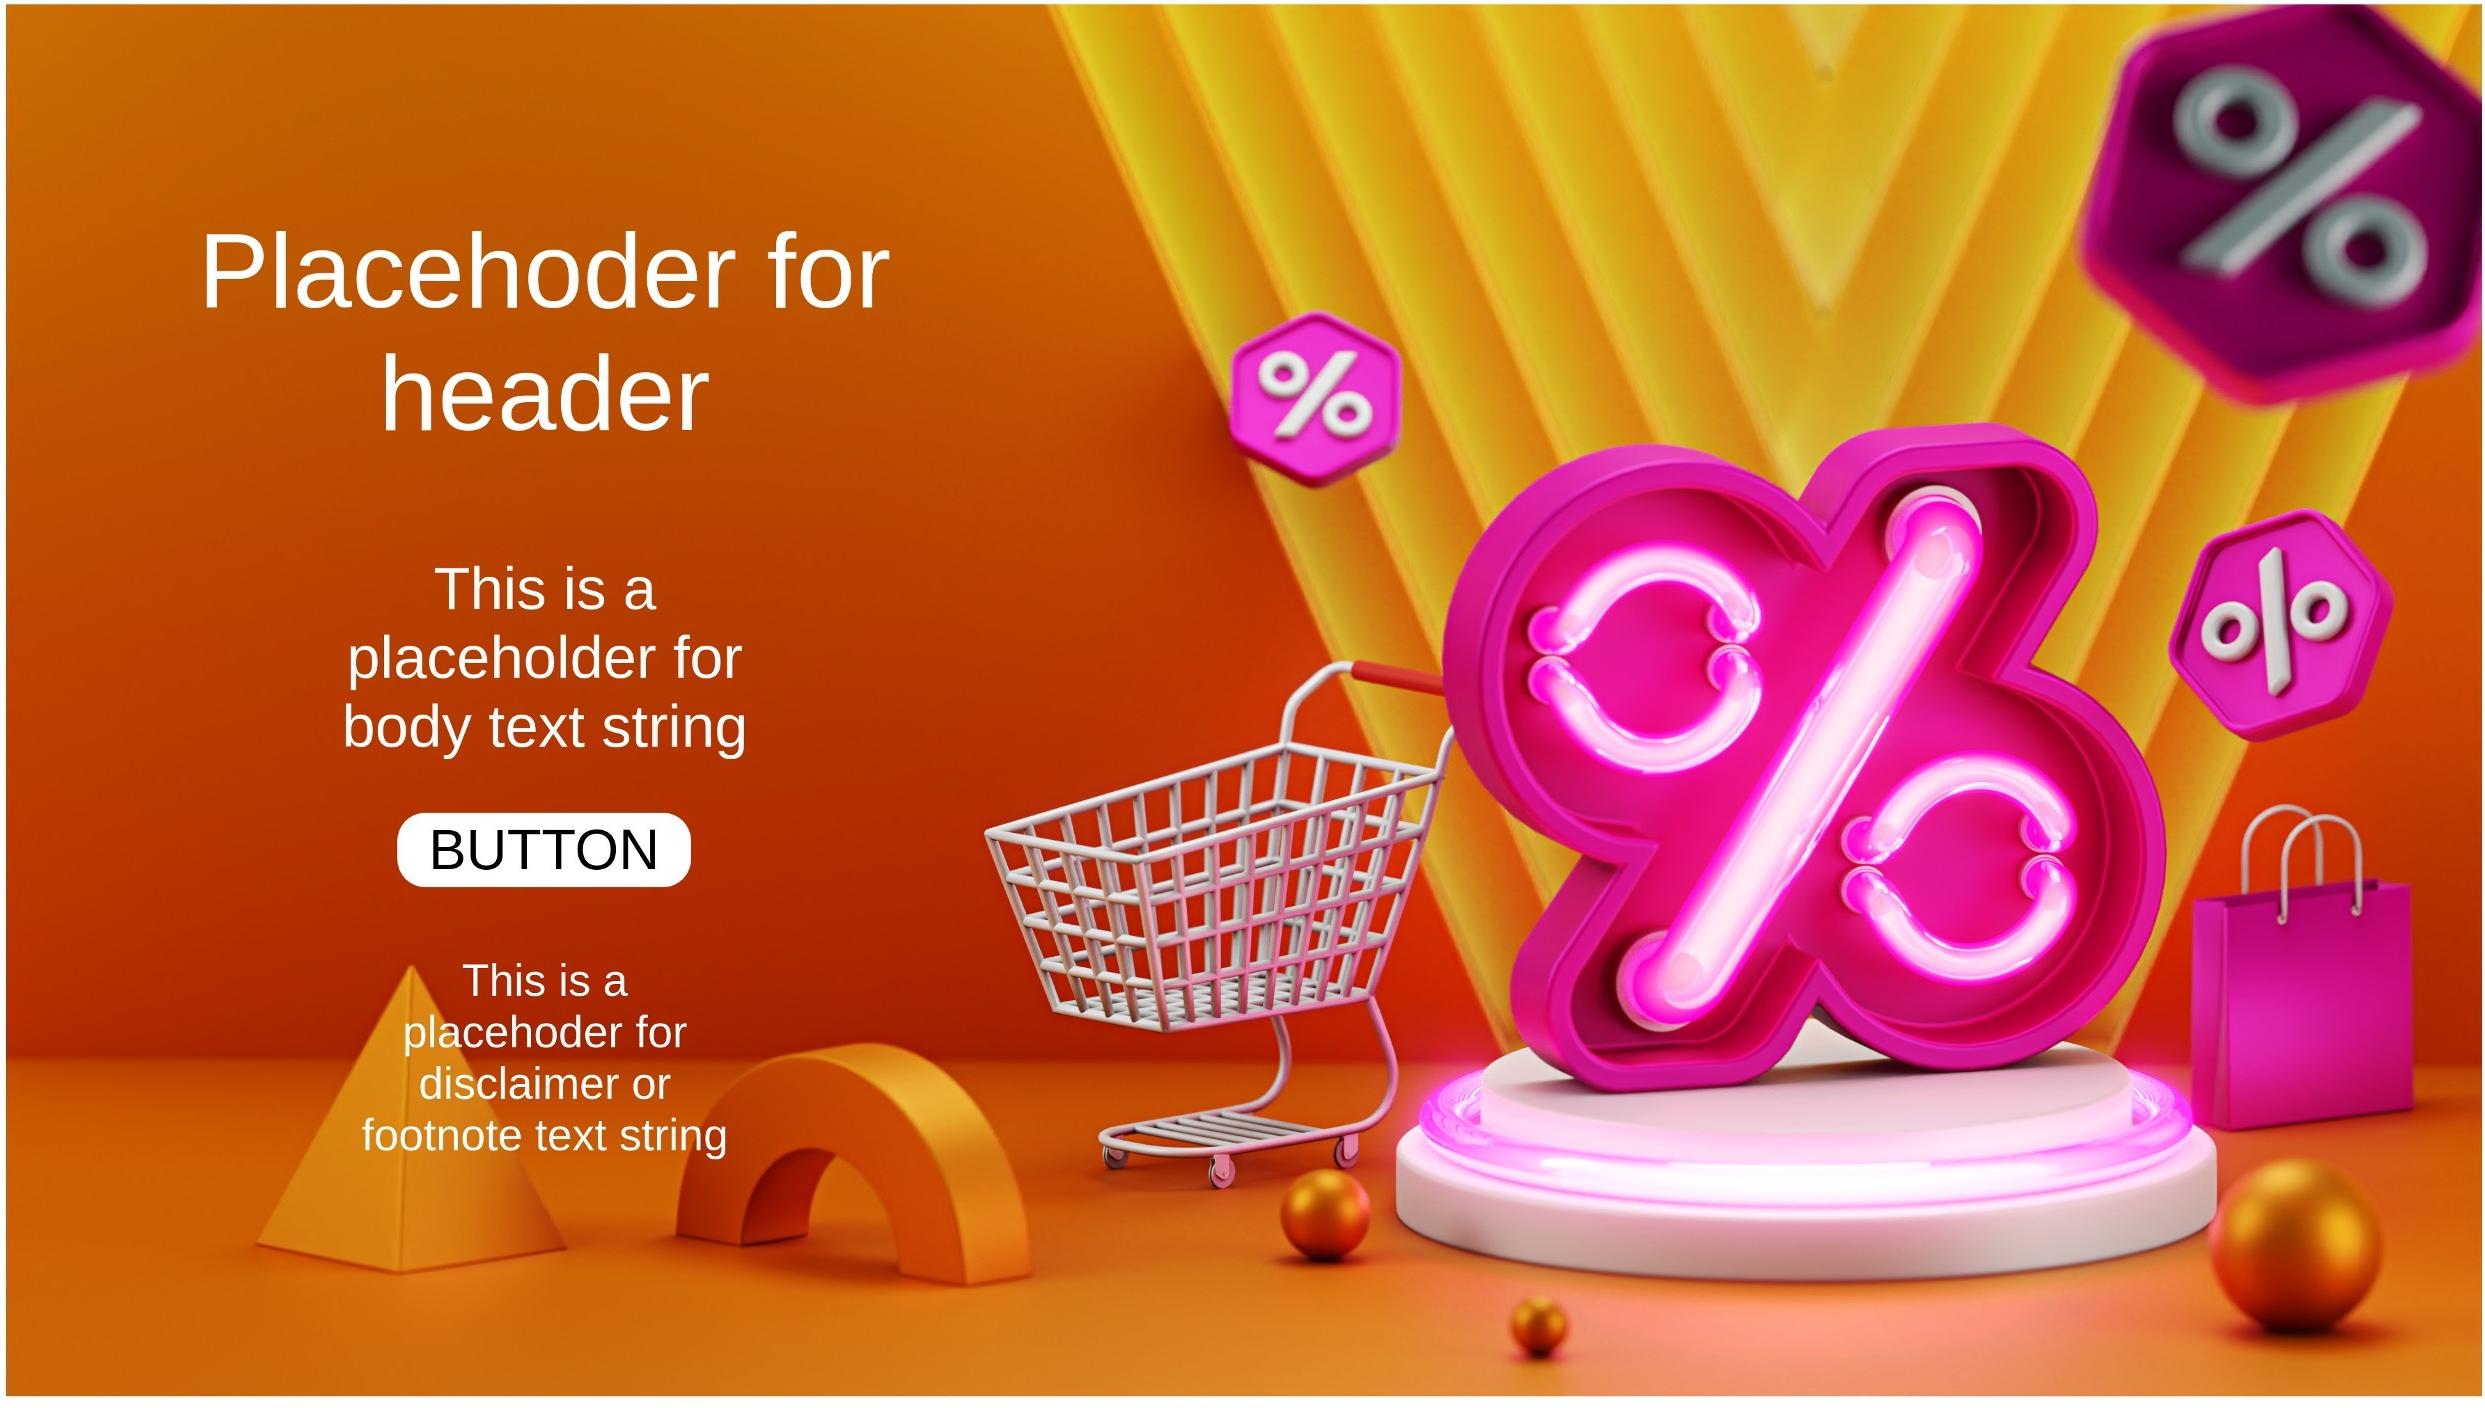 %
Placehoder for
header
%
%
This is a
placeholder for
body text string
%
BUTTON
This is a
placehoder for
disclaimer or
footnote text string